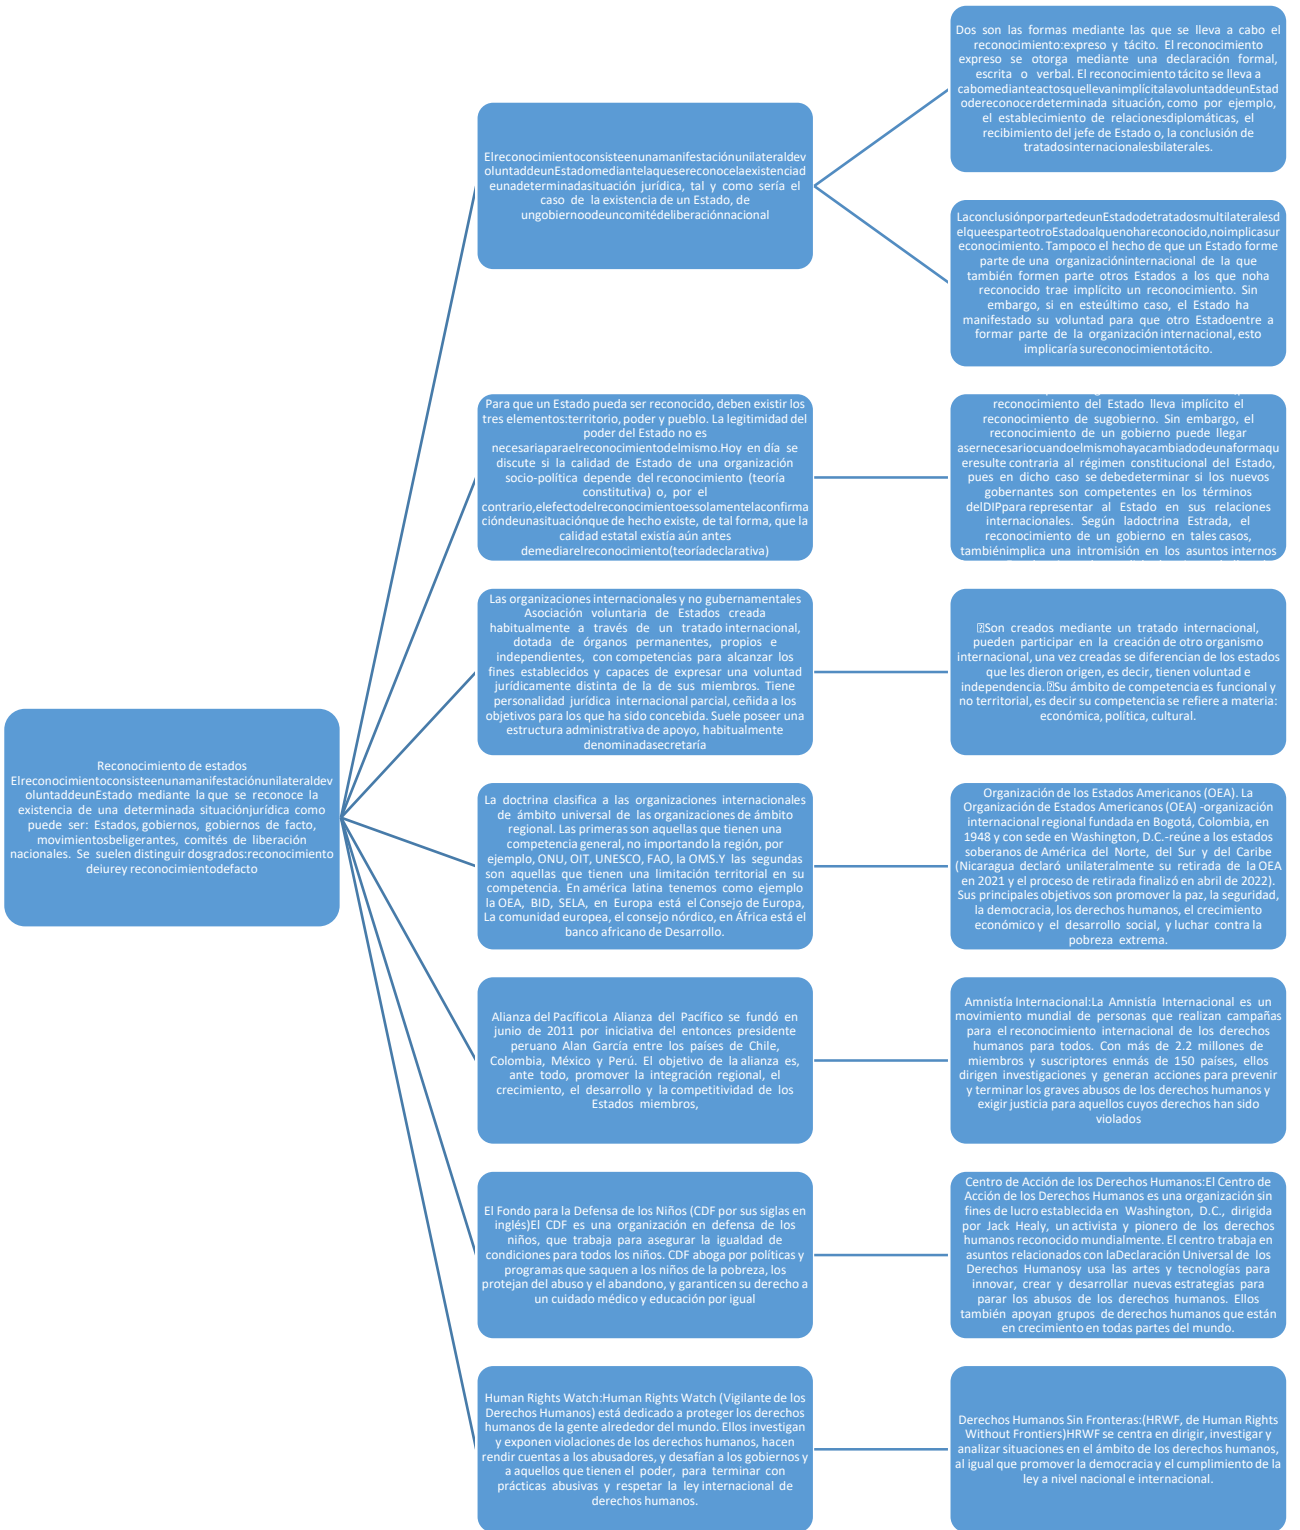 Reconocimiento de estados
Elreconocimientoconsisteenunamanifestaciónunilateraldev
oluntaddeunEstado mediante la que se reconoce la
existencia de una determinada situaciónjurídica como
puede ser: Estados, gobiernos, gobiernos de facto,
movimientosbeligerantes, comités de liberación
nacionales. Se suelen distinguir dosgrados:reconocimiento
deiurey reconocimientodefacto
Elreconocimientoconsisteenunamanifestaciónunilateraldev
oluntaddeunEstadomediantelaquesereconocelaexistenciad
eunadeterminadasituación jurídica, tal y como sería el
caso de la existencia de un Estado, de
ungobiernoodeuncomitédeliberaciónnacional
Dos son las formas mediante las que se lleva a cabo el
reconocimiento:expreso y tácito. El reconocimiento
expreso se otorga mediante una declaración formal,
escrita o verbal. El reconocimiento tácito se lleva a
cabomedianteactosquellevanimplícitalavoluntaddeunEstad
odereconocerdeterminada situación, como por ejemplo,
el establecimiento de relacionesdiplomáticas, el
recibimiento del jefe de Estado o, la conclusión de
tratadosinternacionalesbilaterales.
LaconclusiónporpartedeunEstadodetratadosmultilateralesd
elqueesparteotroEstadoalquenohareconocido,noimplicasur
econocimiento. Tampoco el hecho de que un Estado forme
parte de una organizacióninternacional de la que
también formen parte otros Estados a los que noha
reconocido trae implícito un reconocimiento. Sin
embargo, si en esteúltimo caso, el Estado ha
manifestado su voluntad para que otro Estadoentre a
formar parte de la organización internacional, esto
implicaría sureconocimientotácito.
Para que un Estado pueda ser reconocido, deben existir los
tres elementos:territorio, poder y pueblo. La legitimidad del
poder del Estado no es
necesariaparaelreconocimientodelmismo.Hoy en día se
discute si la calidad de Estado de una organización
socio-política depende del reconocimiento (teoría
constitutiva) o, por el
contrario,elefectodelreconocimientoessolamentelaconfirma
cióndeunasituaciónque de hecho existe, de tal forma, que la
calidad estatal existía aún antes
demediarelreconocimiento(teoríadeclarativa)
reconocimiento del Estado lleva implícito el
reconocimiento de sugobierno. Sin embargo, el
reconocimiento de un gobierno puede llegar
asernecesariocuandoelmismohayacambiadodeunaformaqu
eresulte contraria al régimen constitucional del Estado,
pues en dicho caso se debedeterminar si los nuevos
gobernantes son competentes en los términos
delDIPpara representar al Estado en sus relaciones
internacionales. Según ladoctrina Estrada, el
reconocimiento de un gobierno en tales casos,
tambiénimplica una intromisión en los asuntos internos
Las organizaciones internacionales y no gubernamentales
Asociación voluntaria de Estados creada
habitualmente a través de un tratado internacional,
dotada de órganos permanentes, propios e
independientes, con competencias para alcanzar los
fines establecidos y capaces de expresar una voluntad
jurídicamente distinta de la de sus miembros. Tiene
personalidad jurídica internacional parcial, ceñida a los
objetivos para los que ha sido concebida. Suele poseer una
estructura administrativa de apoyo, habitualmente
denominadasecretaría
Son creados mediante un tratado internacional,
pueden participar en la creación de otro organismo
internacional, una vez creadas se diferencian de los estados
que les dieron origen, es decir, tienen voluntad e
independencia. Su ámbito de competencia es funcional y
no territorial, es decir su competencia se refiere a materia:
económica, política, cultural.
La doctrina clasifica a las organizaciones internacionales
de ámbito universal de las organizaciones de ámbito
regional. Las primeras son aquellas que tienen una
competencia general, no importando la región, por
ejemplo, ONU, OIT, UNESCO, FAO, la OMS.Y las segundas
son aquellas que tienen una limitación territorial en su
competencia. En américa latina tenemos como ejemplo
la OEA, BID, SELA, en Europa está el Consejo de Europa,
La comunidad europea, el consejo nórdico, en África está el
banco africano de Desarrollo.
Organización de los Estados Americanos (OEA). La
Organización de Estados Americanos (OEA) -organización
internacional regional fundada en Bogotá, Colombia, en
1948 y con sede en Washington, D.C.-reúne a los estados
soberanos de América del Norte, del Sur y del Caribe
(Nicaragua declaró unilateralmente su retirada de la OEA
en 2021 y el proceso de retirada finalizó en abril de 2022).
Sus principales objetivos son promover la paz, la seguridad,
la democracia, los derechos humanos, el crecimiento
económico y el desarrollo social, y luchar contra la
pobreza extrema.
Alianza del PacíficoLa Alianza del Pacífico se fundó en
junio de 2011 por iniciativa del entonces presidente
peruano Alan García entre los países de Chile,
Colombia, México y Perú. El objetivo de la alianza es,
ante todo, promover la integración regional, el
crecimiento, el desarrollo y la competitividad de los
Estados miembros,
Amnistía Internacional:La Amnistía Internacional es un
movimiento mundial de personas que realizan campañas
para el reconocimiento internacional de los derechos
humanos para todos. Con más de 2.2 millones de
miembros y suscriptores enmás de 150 países, ellos
dirigen investigaciones y generan acciones para prevenir
y terminar los graves abusos de los derechos humanos y
exigir justicia para aquellos cuyos derechos han sido
violados
El Fondo para la Defensa de los Niños (CDF por sus siglas en
inglés)El CDF es una organización en defensa de los
niños, que trabaja para asegurar la igualdad de
condiciones para todos los niños. CDF aboga por políticas y
programas que saquen a los niños de la pobreza, los
protejan del abuso y el abandono, y garanticen su derecho a
un cuidado médico y educación por igual
Centro de Acción de los Derechos Humanos:El Centro de
Acción de los Derechos Humanos es una organización sin
fines de lucro establecida en Washington, D.C., dirigida
por Jack Healy, un activista y pionero de los derechos
humanos reconocido mundialmente. El centro trabaja en
asuntos relacionados con laDeclaración Universal de los
Derechos Humanosy usa las artes y tecnologías para
innovar, crear y desarrollar nuevas estrategias para
parar los abusos de los derechos humanos. Ellos
también apoyan grupos de derechos humanos que están
en crecimiento en todas partes del mundo.
Human Rights Watch:Human Rights Watch (Vigilante de los
Derechos Humanos) está dedicado a proteger los derechos
humanos de la gente alrededor del mundo. Ellos investigan
y exponen violaciones de los derechos humanos, hacen
rendir cuentas a los abusadores, y desafían a los gobiernos y
a aquellos que tienen el poder, para terminar con
prácticas abusivas y respetar la ley internacional de
derechos humanos.
Derechos Humanos Sin Fronteras:(HRWF, de Human Rights
Without Frontiers)HRWF se centra en dirigir, investigar y
analizar situaciones en el ámbito de los derechos humanos,
al igual que promover la democracia y el cumplimiento de la
ley a nivel nacional e internacional.